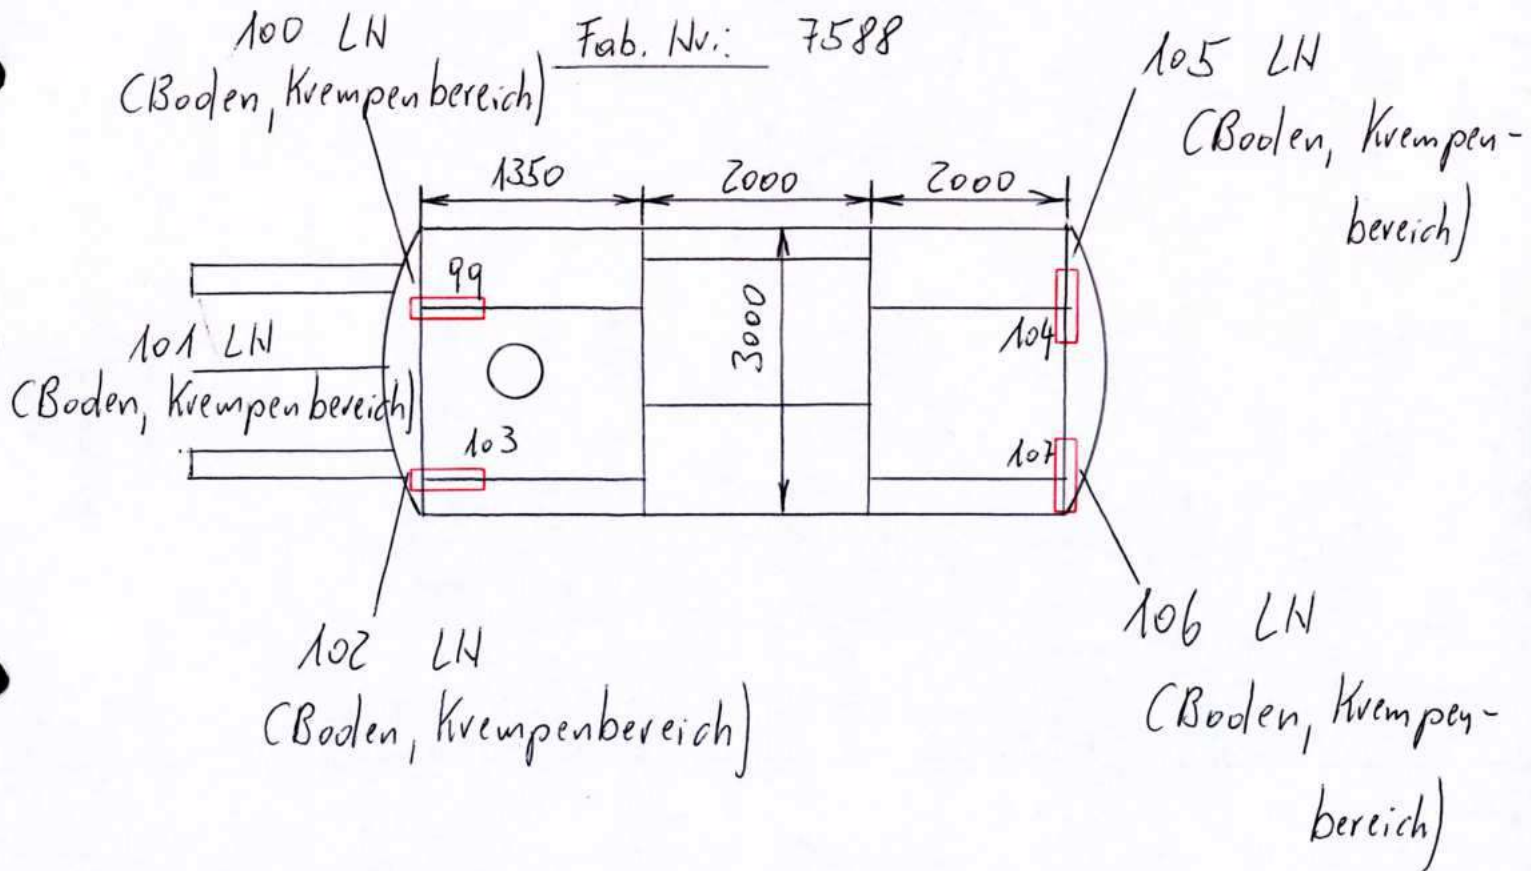 100 LN
(Boden, Krempenbereich)
Fab. Nr.: 7588
105 LN
(Boden, Krempen-
bereich)
1350
2000
2000
99
3000
104
101 LN
(Boden, Krempenbereich)
103
107
102 LN
(Boden, Krempenbereich)
106 LN
(Boden, Krempen-
bereich)